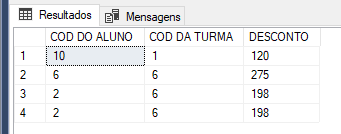 Resultados Mensagens
COD DO ALUNO COD DA TURMA DESCONTO
1 10 1 120
2 6 6 275
3 2 6 198
4 2 6 198